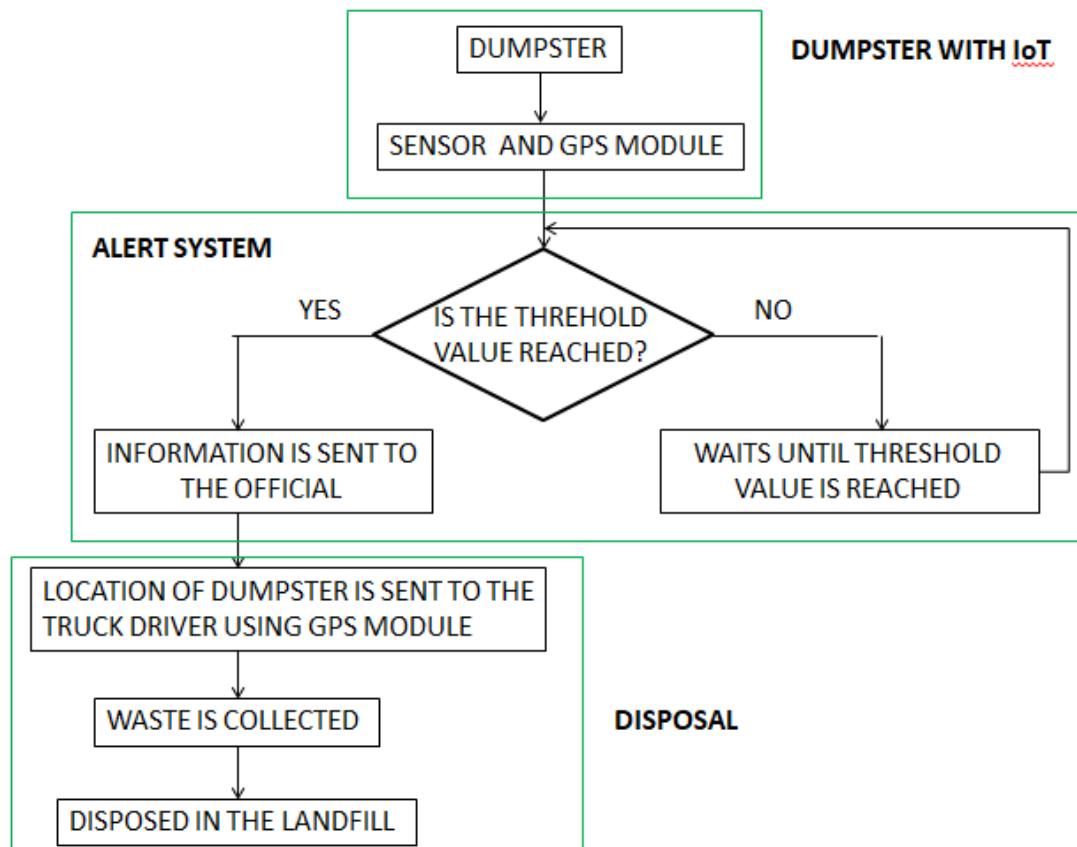 DUMPSTER
DUMPSTER WITH IoT
SENSOR AND GPS MODULE
ALERT SYSTEM
YES
IS THE THREHOLD
VALUE REACHED?
NO
INFORMATION IS SENT TO
THE OFFICIAL
WAITS UNTIL THRESHOLD
VALUE IS REACHED
LOCATION OF DUMPSTER IS SENT TO THE
TRUCK DRIVER USING GPS MODULE
WASTE IS COLLECTED
DISPOSAL
DISPOSED IN THE LANDFILL